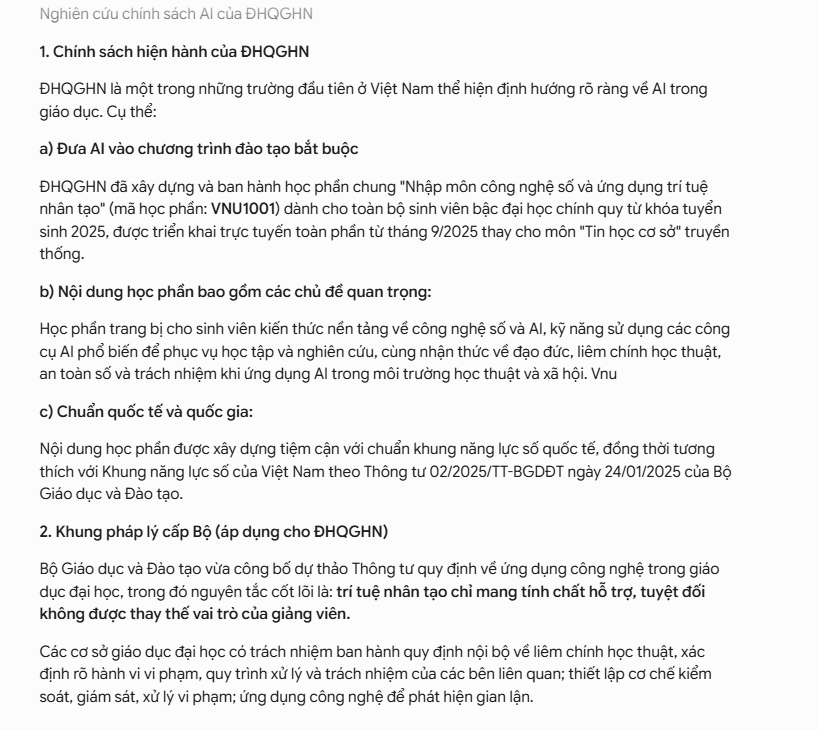 Nghiên cứu chính sách AI của ĐHQGHN
1. Chính sách hiện hành của ĐHQGHN
ĐHQGHN là một trong những trường đầu tiên ở Việt Nam thể hiện định hướng rõ ràng về AI trong
giáo dục. Cụ thể:
a) Đưa AI vào chương trình đào tạo bắt buộc
ĐHQGHN đã xây dựng và ban hành học phần chung "Nhập môn công nghệ số và ứng dụng trí tuệ
nhân tạo" (mã học phần: VNU1001) dành cho toàn bộ sinh viên bậc đại học chính quy từ khóa tuyển
sinh 2025, được triển khai trực tuyến toàn phần từ tháng 9/2025 thay cho môn "Tin học cơ sở" truyền
thống.
b) Nội dung học phần bao gồm các chủ đề quan trọng:
Học phần trang bị cho sinh viên kiến thức nền tảng về công nghệ số và AI, kỹ năng sử dụng các công
cụ AI phổ biến để phục vụ học tập và nghiên cứu, cùng nhận thức về đạo đức, liêm chính học thuật,
an toàn số và trách nhiệm khi ứng dụng AI trong môi trường học thuật và xã hội. Vnu
c) Chuẩn quốc tế và quốc gia:
Nội dung học phần được xây dựng tiệm cận với chuẩn khung năng lực số quốc tế, đồng thời tương
thích với Khung năng lực số của Việt Nam theo Thông tư 02/2025/TT-BGDĐT ngày 24/01/2025 của Bộ
Giáo dục và Đào tạo.
2. Khung pháp lý cấp Bộ (áp dụng cho ĐHQGHN)
Bộ Giáo dục và Đào tạo vừa công bố dự thảo Thông tư quy định về ứng dụng công nghệ trong giáo
dục đại học, trong đó nguyên tắc cốt lõi là: trí tuệ nhân tạo chỉ mang tính chất hỗ trợ, tuyệt đối
không được thay thế vai trò của giảng viên.
Các cơ sở giáo dục đại học có trách nhiệm ban hành quy định nội bộ về liêm chính học thuật, xác
định rõ hành vi vi phạm, quy trình xử lý và trách nhiệm của các bên liên quan; thiết lập cơ chế kiểm
soát, giám sát, xử lý vi phạm; ứng dụng công nghệ để phát hiện gian lận.